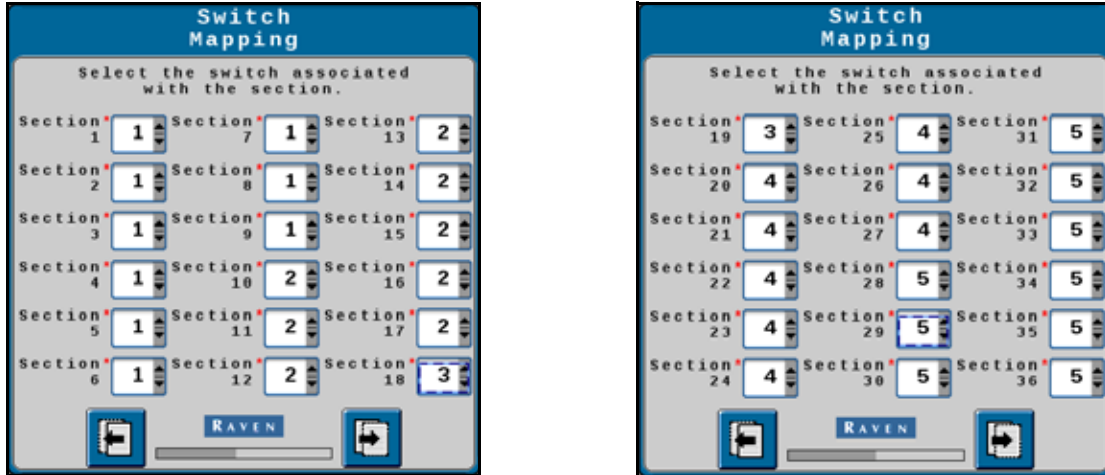 Switch
Mapping
Select the switch associated
with the section.
Section* 1 1 Section* 7 1 Section* 13 2
Section* 2 1 Section* 8 1 Section* 14 2
Section* 3 1 Section* 9 1 Section* 15 2
Section* 4 1 Section* 10 2 Section* 16 2
Section* 5 1 Section* 11 2 Section* 17 2
Section* 6 1 Section* 12 2 Section* 18 3
RAVEN
Switch
Mapping
Select the switch associated
with the section.
Section* 19 3 Section* 25 4 Section* 31 5
Section* 20 4 Section* 26 4 Section* 32 5
Section* 21 4 Section* 27 4 Section* 33 5
Section* 22 4 Section* 28 5 Section* 34 5
Section* 23 4 Section* 29 5 Section* 35 5
Section* 24 4 Section* 30 5 Section* 36 5
RAVEN